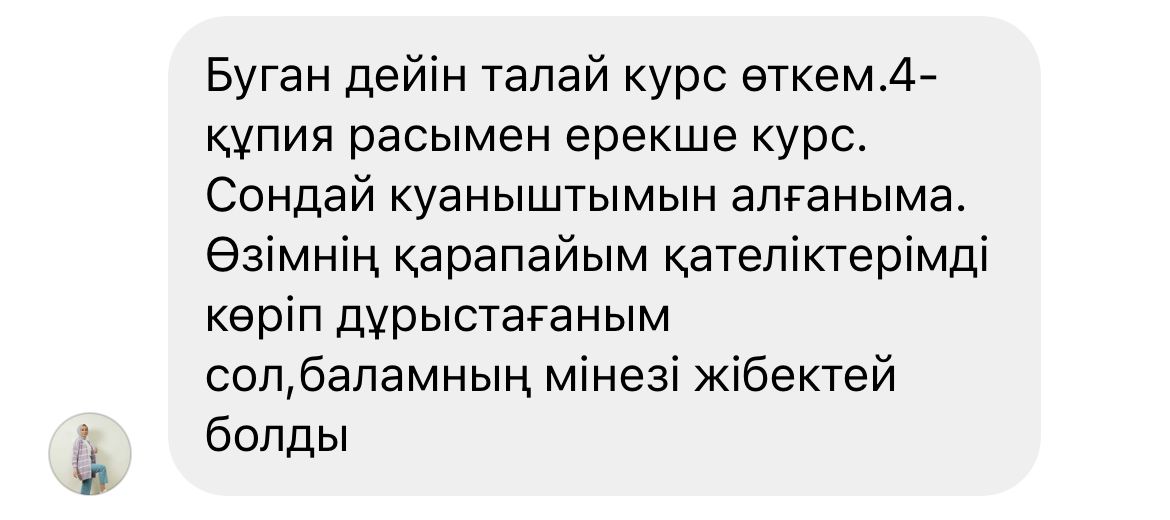 Буган дейін талай курс өткем.4-
құпия расымен ерекше курс.
Сондай куаныштымын алғаныма.
Өзімнің қарапайым қателіктерімді
көріп дұрыстағаным
сол,баламның мінезі жібектей
болды